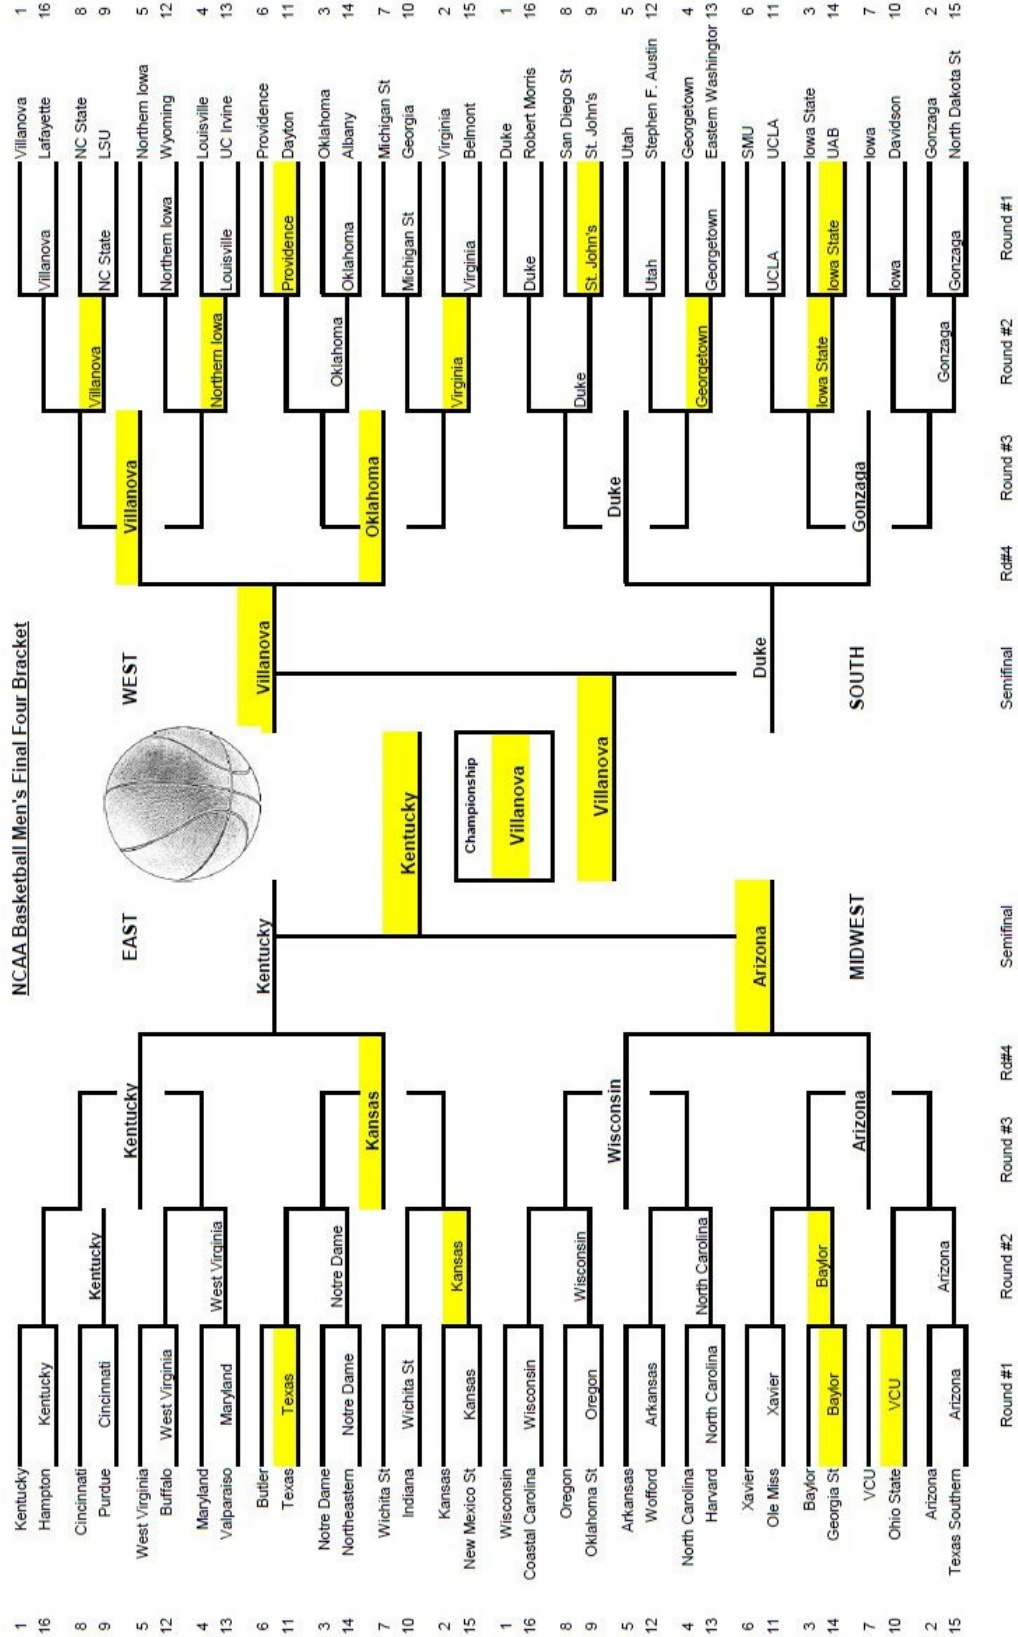 NCAA Basketball Men's Final Four Bracket
1 Kentucky Villanova 1
16 Hampton Kentucky Villanova Lafayette 16
8 Cincinnati NC State 8
9 Purdue Cincinnati Kentucky Villanova NC State LSU 9
5 West Virginia Kentucky EAST WEST Villanova Northern Iowa 5
12 Buffalo West Virginia Northern Iowa Wyoming 12
4 Maryland Louisville 4
13 Valparaiso Maryland West Virginia Northern Iowa Louisville UC Irvine 13
6 Butler Kentucky Villanova Providence 6
11 Texas Texas Providence Dayton 11
3 Notre Dame Oklahoma 3
14 Northeastern Notre Dame Notre Dame Oklahoma Oklahoma Albany 14
7 Wichita St Kansas Oklahoma Michigan St 7
10 Indiana Wichita St Kentucky Michigan St Georgia 10
2 Kansas Virginia 2
15 New Mexico St Kansas Kansas Championship Virginia Virginia Belmont 15
1 Wisconsin Villanova Duke 1
16 Coastal Carolina Wisconsin Duke Robert Morris 16
8 Oregon San Diego St 8
9 Oklahoma St Oregon Wisconsin Villanova Duke St. John's St. John's 9
5 Arkansas Wisconsin Duke Utah 5
12 Wofford Arkansas Utah Stephen F. Austin 12
4 North Carolina Georgetown 4
13 Harvard North Carolina North Carolina Georgetown Georgetown Eastern Washingtor 13
6 Xavier SMU 6
11 Ole Miss Xavier Arizona Duke UCLA UCLA 11
3 Baylor Iowa State 3
14 Georgia St Baylor Baylor Iowa State Iowa State UAB 14
7 VCU Arizona MIDWEST SOUTH Gonzaga Iowa 7
10 Ohio State VCU Iowa Davidson 10
2 Arizona Gonzaga 2
15 Texas Southern Arizona Arizona Gonzaga Gonzaga North Dakota St 15
Round #1 Round #2 Round #3 Rd#4 Semifinal Semifinal Rd#4 Round #3 Round #2 Round #1